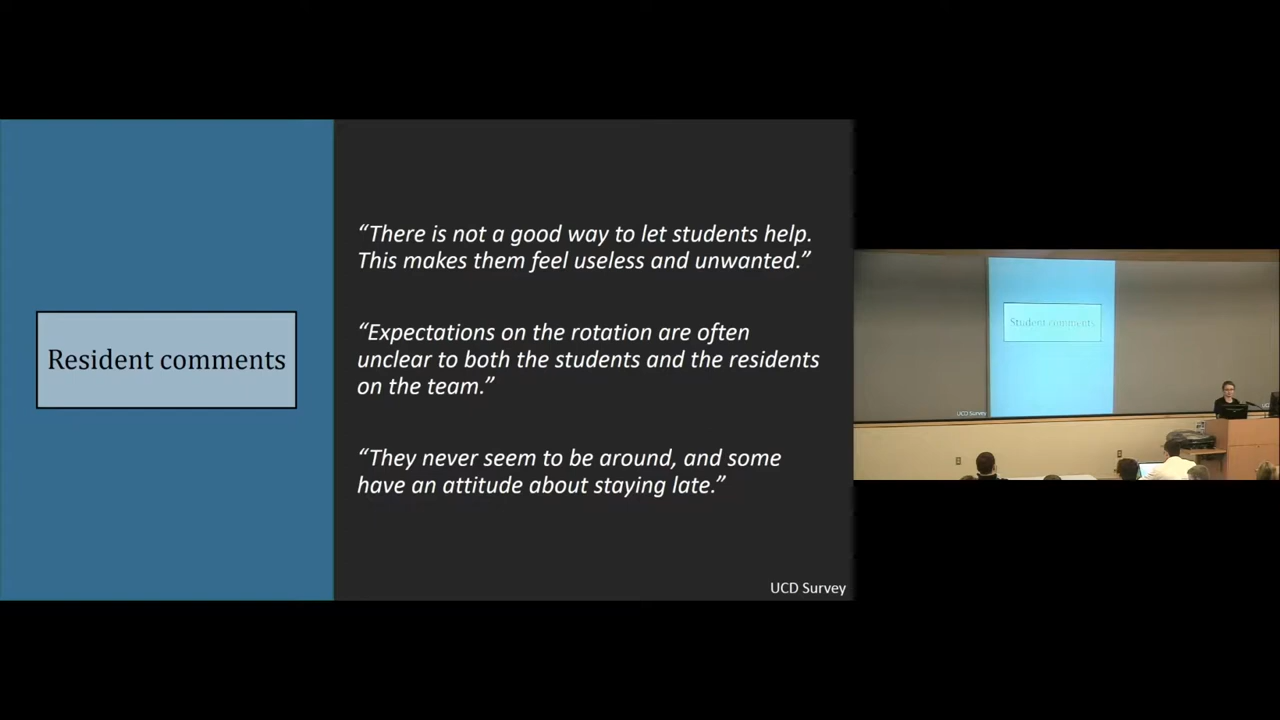 Resident comments
“There is not a good way to let students help.
This makes them feel useless and unwanted.”
“Expectations on the rotation are often
unclear to both the students and the residents
on the team.”
“They never seem to be around, and some
have an attitude about staying late.”
UCD Survey
Student comments
UCD Survey